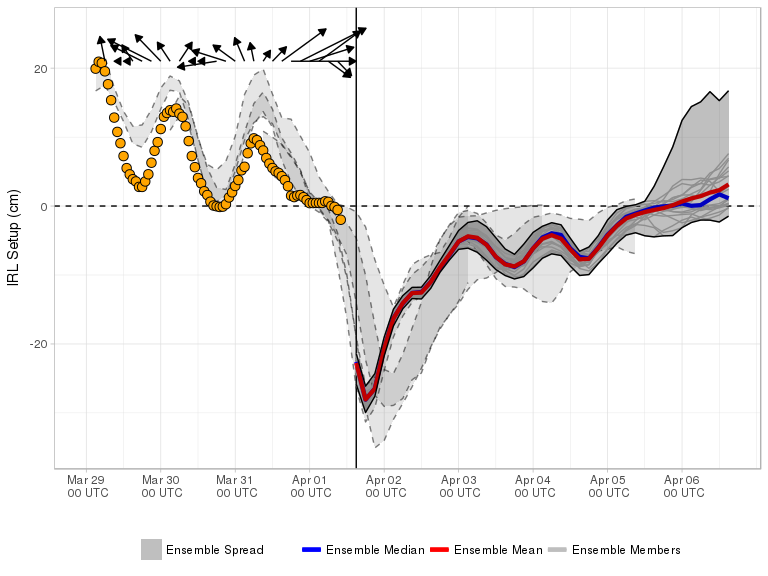 20
0
-20
IRL Setup (cm)
Mar 29 Mar 30 Mar 31 Apr 01 Apr 02 Apr 03 Apr 04 Apr 05 Apr 06
00 UTC 00 UTC 00 UTC 00 UTC 00 UTC 00 UTC 00 UTC 00 UTC 00 UTC
Ensemble Spread Ensemble Median Ensemble Mean Ensemble Members